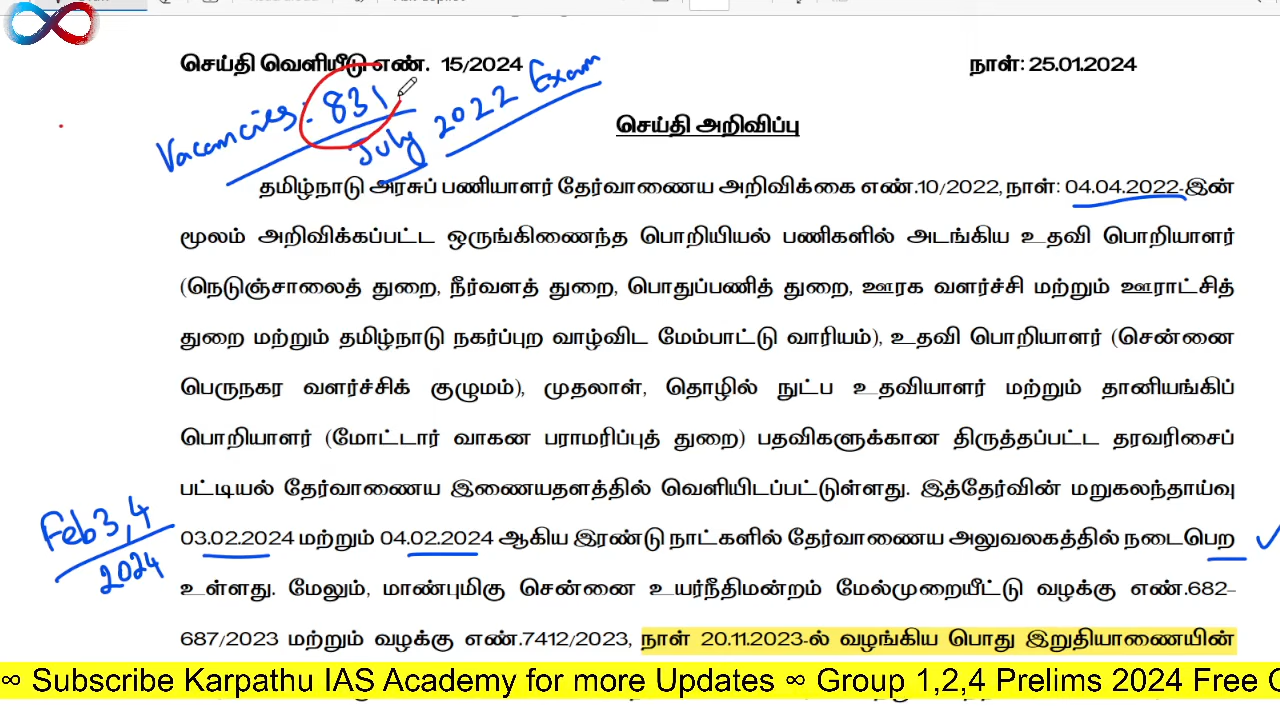 செய்தி வெளியீடு எண். 15/2024 நாள்: 25.01.2024
Vacancies: 831
July 2022 Exam
செய்தி அறிவிப்பு
தமிழ்நாடு அரசுப் பணியாளர் தேர்வாணைய அறிவிக்கை எண்.10/2022, நாள்: 04.04.2022-இன்
மூலம் அறிவிக்கப்பட்ட ஒருங்கிணைந்த பொறியியல் பணிகளில் அடங்கிய உதவி பொறியாளர்
(நெடுஞ்சாலைத் துறை, நீர்வளத் துறை, பொதுப்பணித் துறை, ஊரக வளர்ச்சி மற்றும் ஊராட்சித்
துறை மற்றும் தமிழ்நாடு நகர்ப்புற வாழ்விட மேம்பாட்டு வாரியம்), உதவி பொறியாளர் (சென்னை
பெருநகர வளர்ச்சிக் குழுமம்), முதலாள், தொழில் நுட்ப உதவியாளர் மற்றும் தானியங்கிப்
பொறியாளர் (மோட்டார் வாகன பராமரிப்புத் துறை) பதவிகளுக்கான திருத்தப்பட்ட தரவரிசைப்
பட்டியல் தேர்வாணைய இணையதளத்தில் வெளியிடப்பட்டுள்ளது. இத்தேர்வின் மறுகலந்தாய்வு
Feb 3, 4
2024
03.02.2024 மற்றும் 04.02.2024 ஆகிய இரண்டு நாட்களில் தேர்வாணைய அலுவலகத்தில் நடைபெற
உள்ளது. மேலும், மாண்புமிகு சென்னை உயர்நீதிமன்றம் மேல்முறையீட்டு வழக்கு எண்.682-
687/2023 மற்றும் வழக்கு எண்.7412/2023, நாள் 20.11.2023-ல் வழங்கிய பொது இறுதியாணையின்
∞ Subscribe Karpathu IAS Academy for more Updates ∞ Group 1,2,4 Prelims 2024 Free